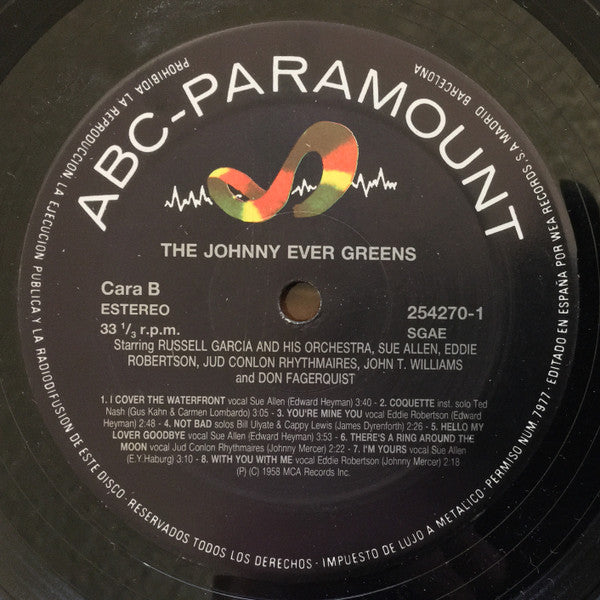 ABC-PARAMOUNT
THE JOHNNY EVER GREENS
Cara B
ESTEREO
33 1/3 r.p.m.
254270-1
SGAE
Starring RUSSELL GARCIA AND HIS ORCHESTRA, SUE ALLEN, EDDIE
ROBERTSON, JUD CONLON RHYTHMAIRES, JOHN T. WILLIAMS
and DON FAGERQUIST
1. I COVER THE WATERFRONT vocal Sue Allen (Edward Heyman) 3:40 - 2. COQUETTE inst. solo Ted
Nash (Gus Kahn & Carmen Lombardo) 3:05 - 3. YOU'RE MINE YOU vocal Eddie Robertson (Edward
Heyman) 2:48 - 4. NOT BAD solos Bill Ulyate & Cappy Lewis (James Dyrenforth) 2:26 - 5. HELLO MY
LOVER GOODBYE vocal Sue Allen (Edward Heyman) 3:53 - 6. THERE'S A RING AROUND THE
MOON vocal Jud Conlon Rhythmaires (Johnny Mercer) 2:22 - 7. I'M YOURS vocal Sue Allen
(E.Y.Haburg) 3:10 - 8. WITH YOU WITH ME vocal Eddie Robertson (Johnny Mercer) 2:18
(P) (C) 1958 MCA Records Inc.
PROHIBIDA LA REPRODUCCION, LA EJECUCION PUBLICA Y LA RADIODIFUSION DE ESTE DISCO - RESERVADOS TODOS LOS DERECHOS - IMPUESTO DE LUJO A METALICO - PERMISO NUM. 7977 - EDITADO EN ESPAÑA POR WEA RECORDS, S.A. MADRID BARCELONA